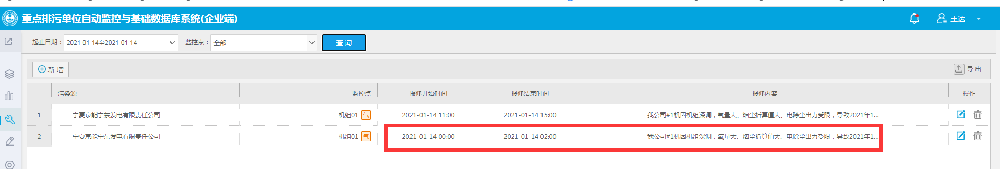 重点排污单位自动监控与基础数据库系统(企业端)
王达
起止日期： 2021-01-14至2021-01-14 监控点： 全部 查 询
新 增
导 出
污染源 监控点 报修开始时间 报修结束时间 报修内容 操作
1 宁夏京能宁东发电有限责任公司 机组01 气 2021-01-14 11:00 2021-01-14 15:00 我公司#1机因机组深调，氧量大、烟尘折算值大、电除尘出力受限，导致2021年1...
2 宁夏京能宁东发电有限责任公司 机组01 气 2021-01-14 00:00 2021-01-14 02:00 我公司#1机因机组深调，氧量大、烟尘折算值大、电除尘出力受限，导致2021年1...